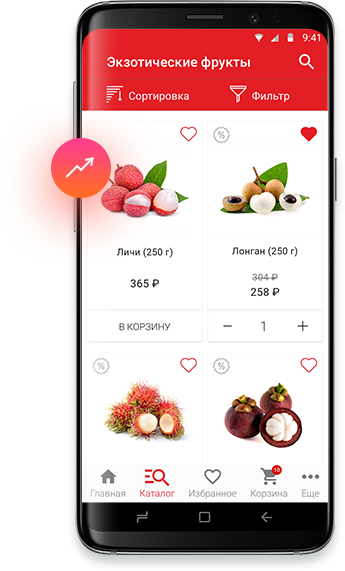 9:41
Экзотические фрукты
Сортировка
Фильтр
%
Личи (250 г)
Лонган (250 г)
365 ₽
304 ₽
258 ₽
В КОРЗИНУ
− 1 +
%
%
10
Главная
Каталог
Избранное
Корзина
Еще